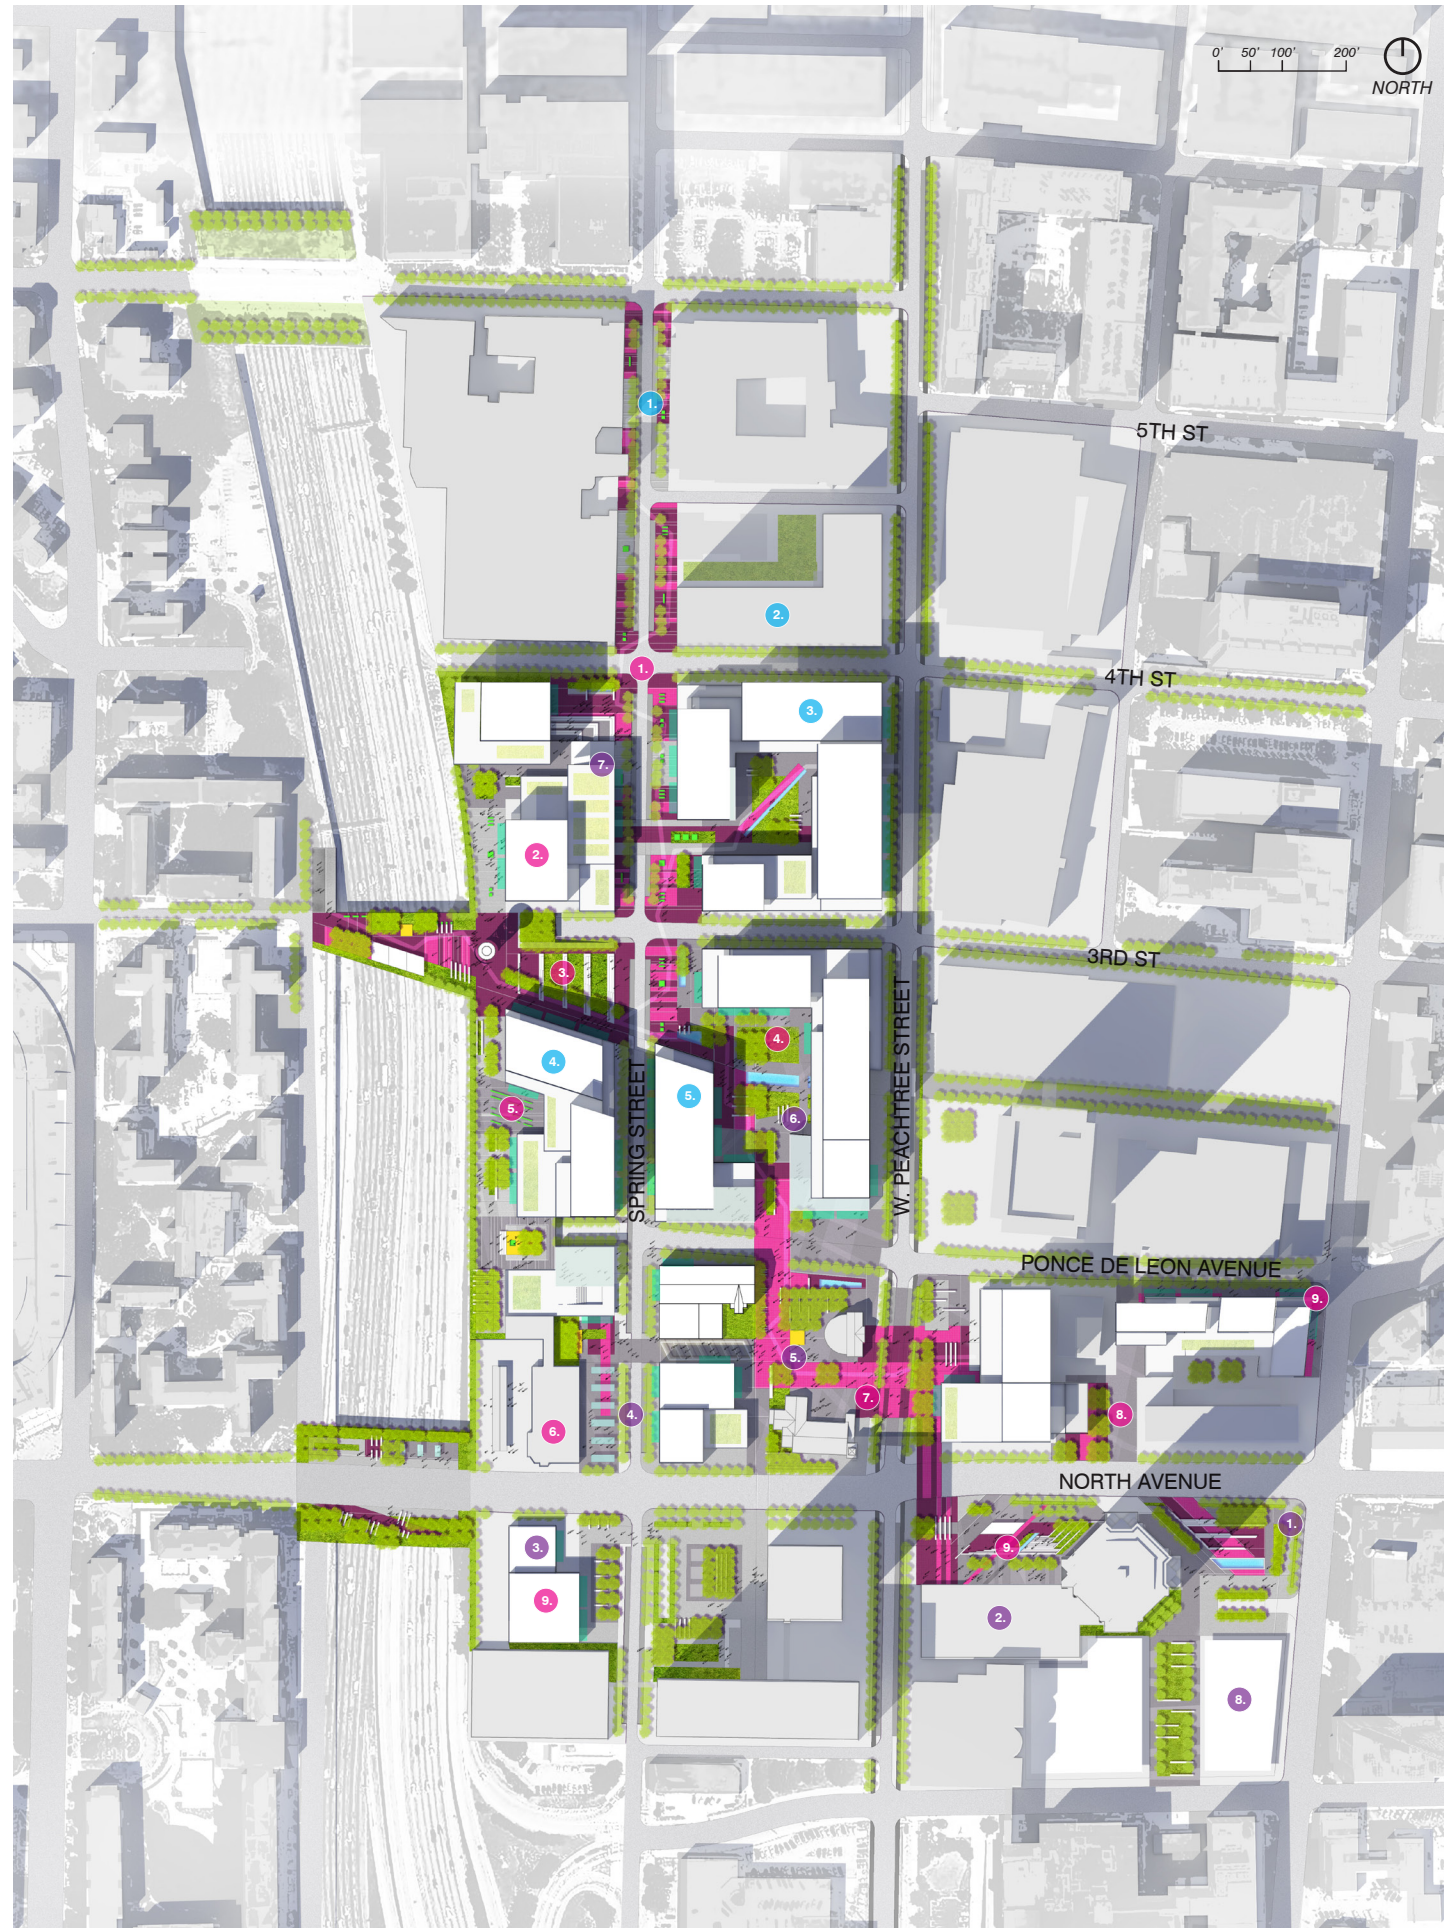 0' 50' 100' 200'
NORTH
1.
5TH ST
2.
1.
4TH ST
3.
7.
2.
3RD ST
3.
4.
4.
5.
5.
6.
SPRING STREET
W. PEACHTREE STREET
PONCE DE LEON AVENUE
9.
5.
7.
4.
8.
6.
NORTH AVENUE
1.
3.
9.
9.
2.
8.